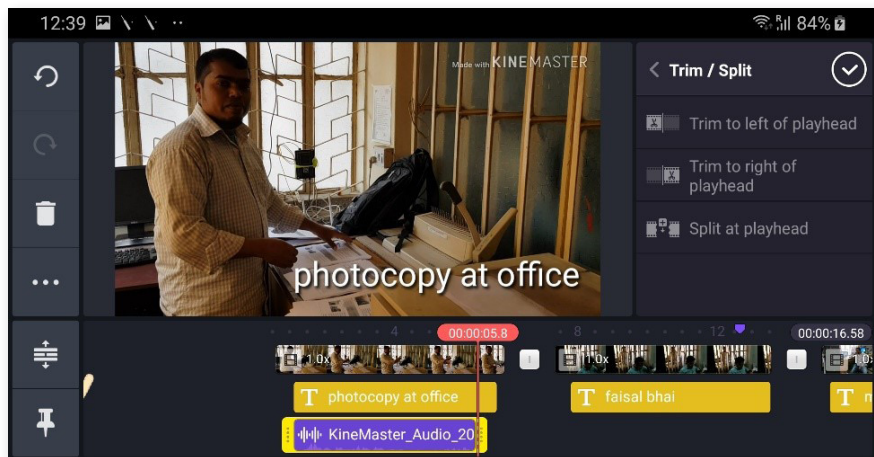 12:39
R 84%
Made with KINEMASTER
Trim / Split
Trim to left of playhead
Trim to right of
playhead
Split at playhead
photocopy at office
4
00:00:05.8
8
12
00:00:16.58
1.0x
1.0x
1.0
T photocopy at office
T faisal bhai
T
KineMaster_Audio_20